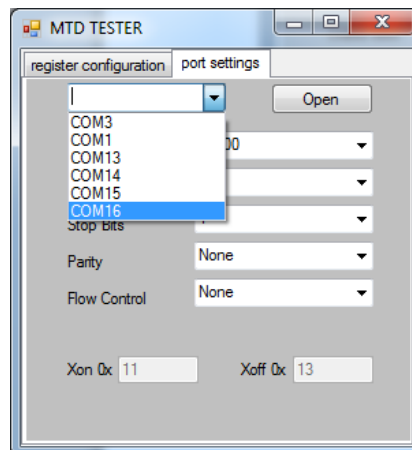 MTD TESTER
register configuration port settings
Open
COM3
COM1
COM13
COM14
COM15
COM16
00
Stop Bits
Parity None
Flow Control None
Xon 0x 11 Xoff 0x 13